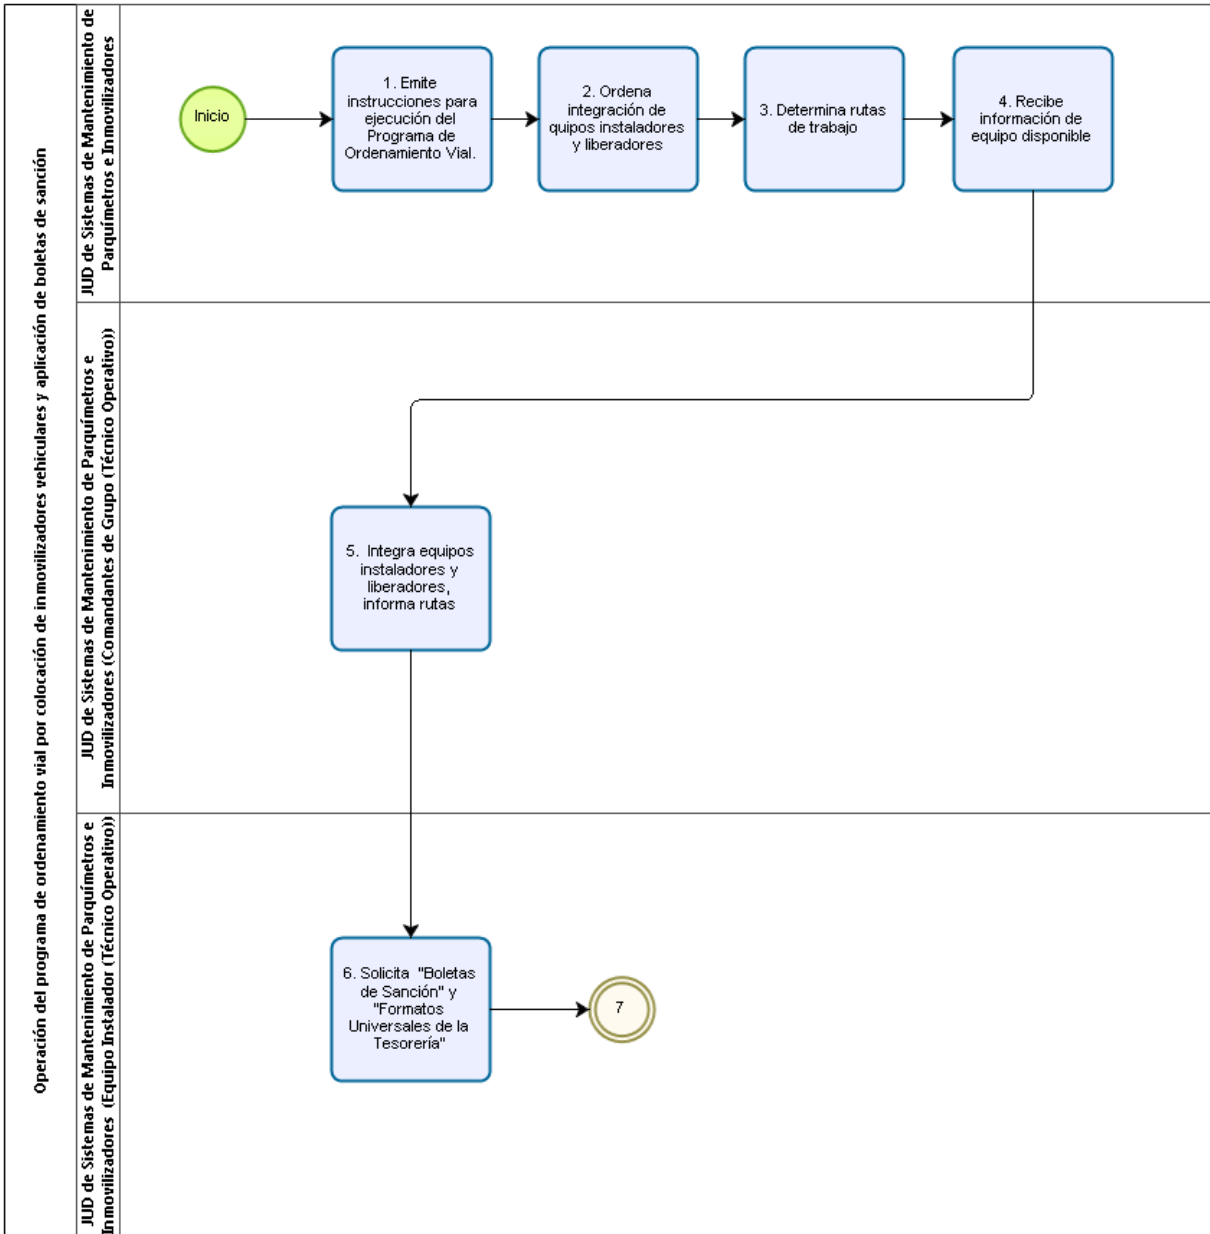 Operación del programa de ordenamiento vial por colocación de inmovilizadores vehiculares y aplicación de boletas de sanción
JUD de Sistemas de Mantenimiento de
Parquímetros e Inmovilizadores
Inicio
1. Emite
instrucciones para
ejecución del
Programa de
Ordenamiento Vial.
2. Ordena
integración de
quipos instaladores
y liberadores
3. Determina rutas
de trabajo
4. Recibe
información de
equipo disponible
JUD de Sistemas de Mantenimiento de Parquímetros e
Inmovilizadores (Comandantes de Grupo (Técnico Operativo))
5. Integra equipos
instaladores y
liberadores,
informa rutas
JUD de Sistemas de Mantenimiento de Parquímetros e
Inmovilizadores (Equipo Instalador (Técnico Operativo))
6. Solicita "Boletas
de Sanción" y
"Formatos
Universales de la
Tesorería"
7